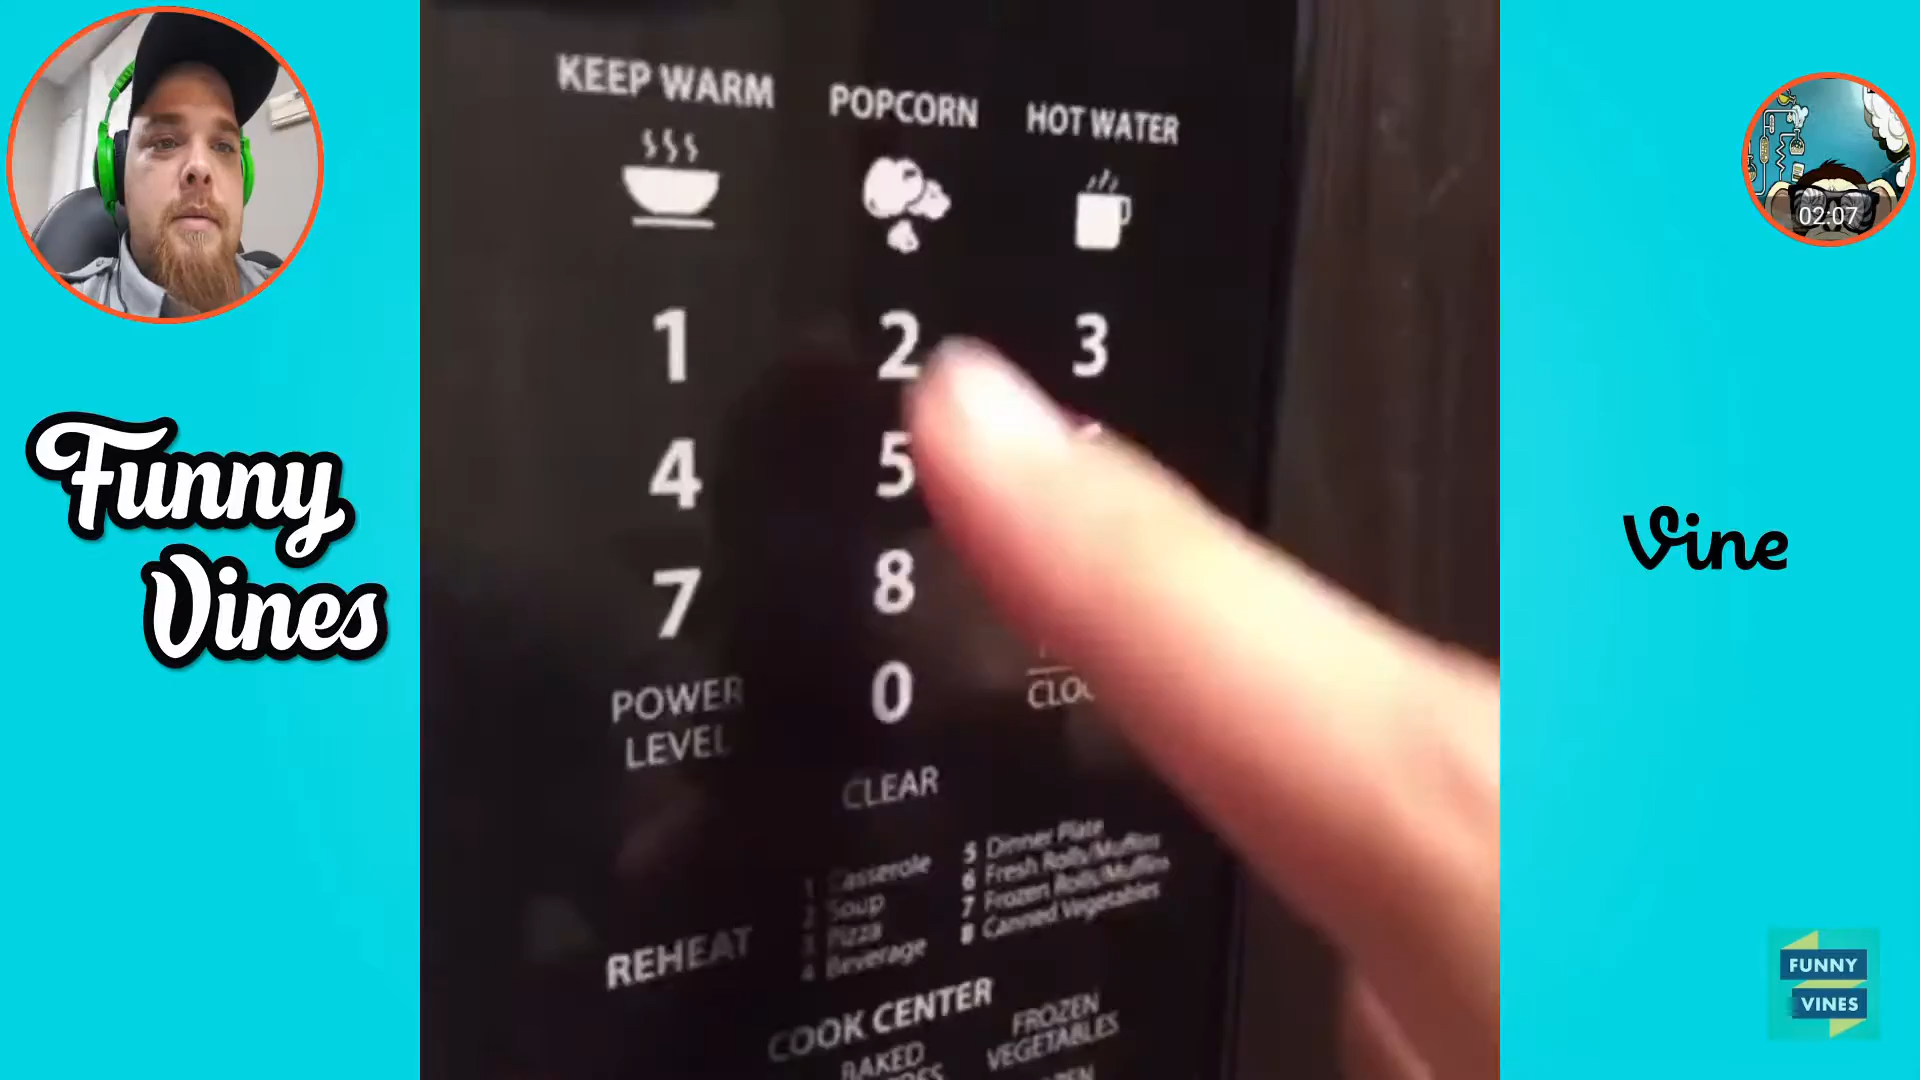 KEEP WARM
POPCORN
HOT WATER
02:07
1 2 3
4 5
7 8
POWER
LEVEL
0
CLEAR
Funny
Vines
Vine
REHEAT
1 Casserole
2 Soup
3 Pizza
4 Beverage
5 Dinner Plate
6 Fresh Rolls/Muffins
7 Frozen Rolls/Muffins
8 Canned Vegetables
COOK CENTER
BAKED
FROZEN
VEGETABLES
FUNNY
VINES